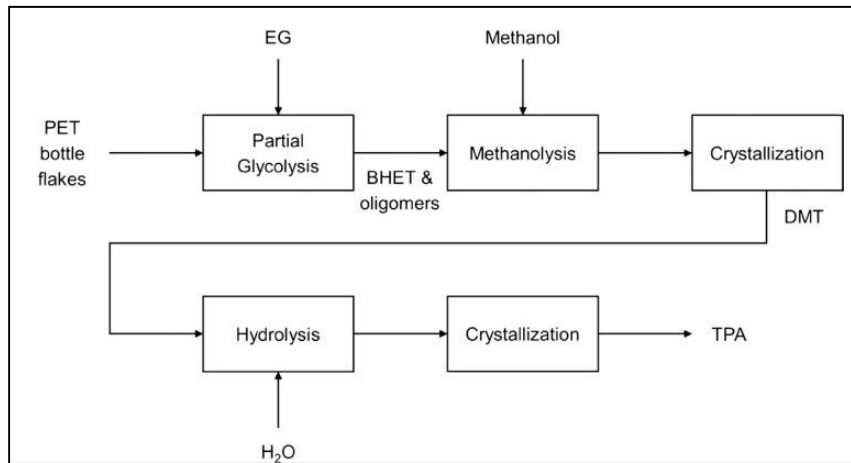 EG
Methanol
PET
bottle
flakes
Partial
Glycolysis
BHET &
oligomers
Methanolysis
Crystallization
DMT
Hydrolysis
Crystallization
TPA
H₂O